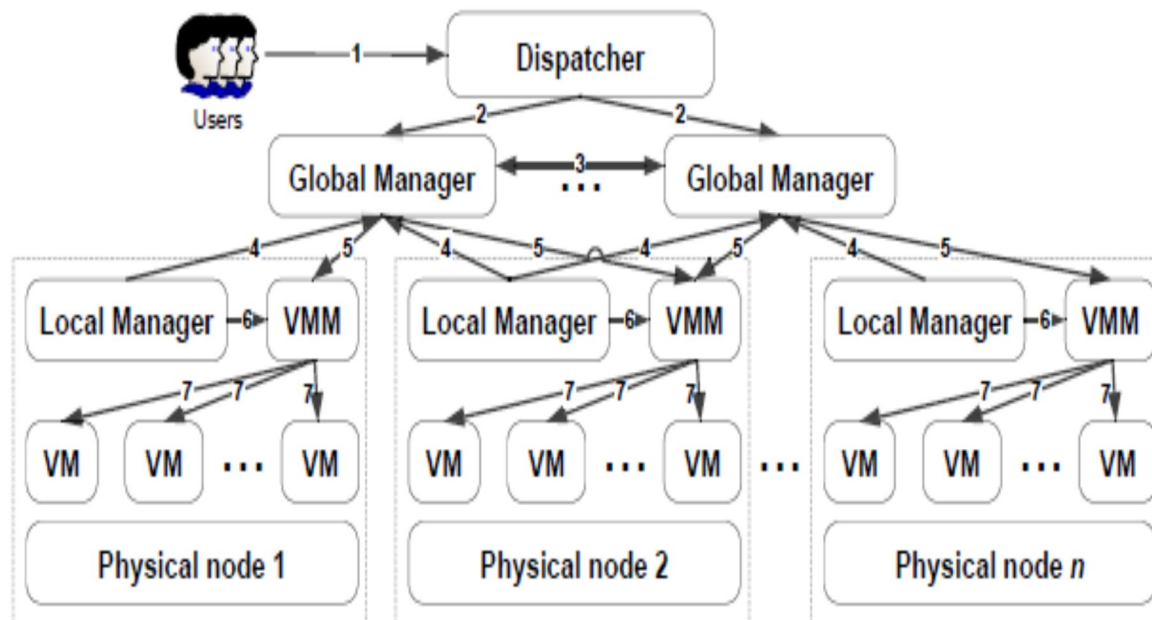 1
Dispatcher
Users
2 2
Global Manager 3 Global Manager
...
4 5 4 5 4 5 4 5
Local Manager 6 VMM Local Manager 6 VMM Local Manager 6 VMM
7 7 7 7 7 7 7 7 7
VM VM ... VM VM VM ... VM ... VM VM ... VM
Physical node 1 Physical node 2 Physical node n